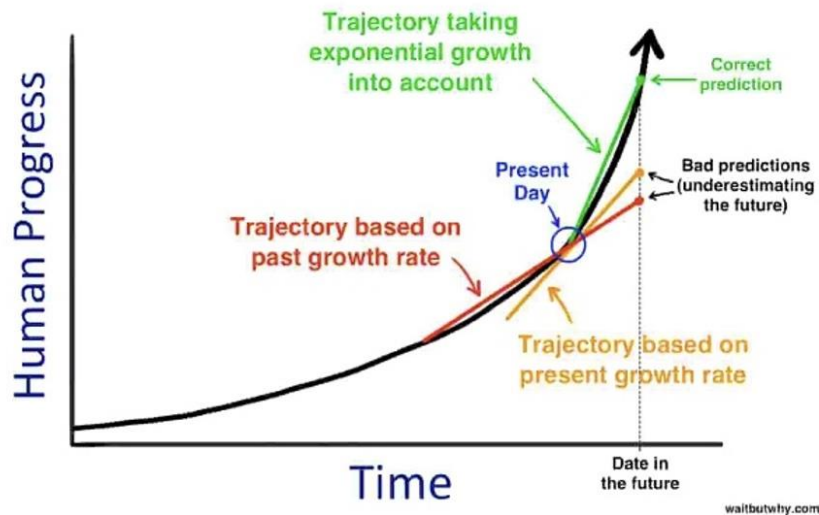 Trajectory taking
exponential growth
into account
Correct
prediction
Present
Day
Bad predictions
(underestimating
the future)
Trajectory based on
past growth rate
Trajectory based on
present growth rate
Human Progress
Time
Date in
the future
waitbutwhy.com